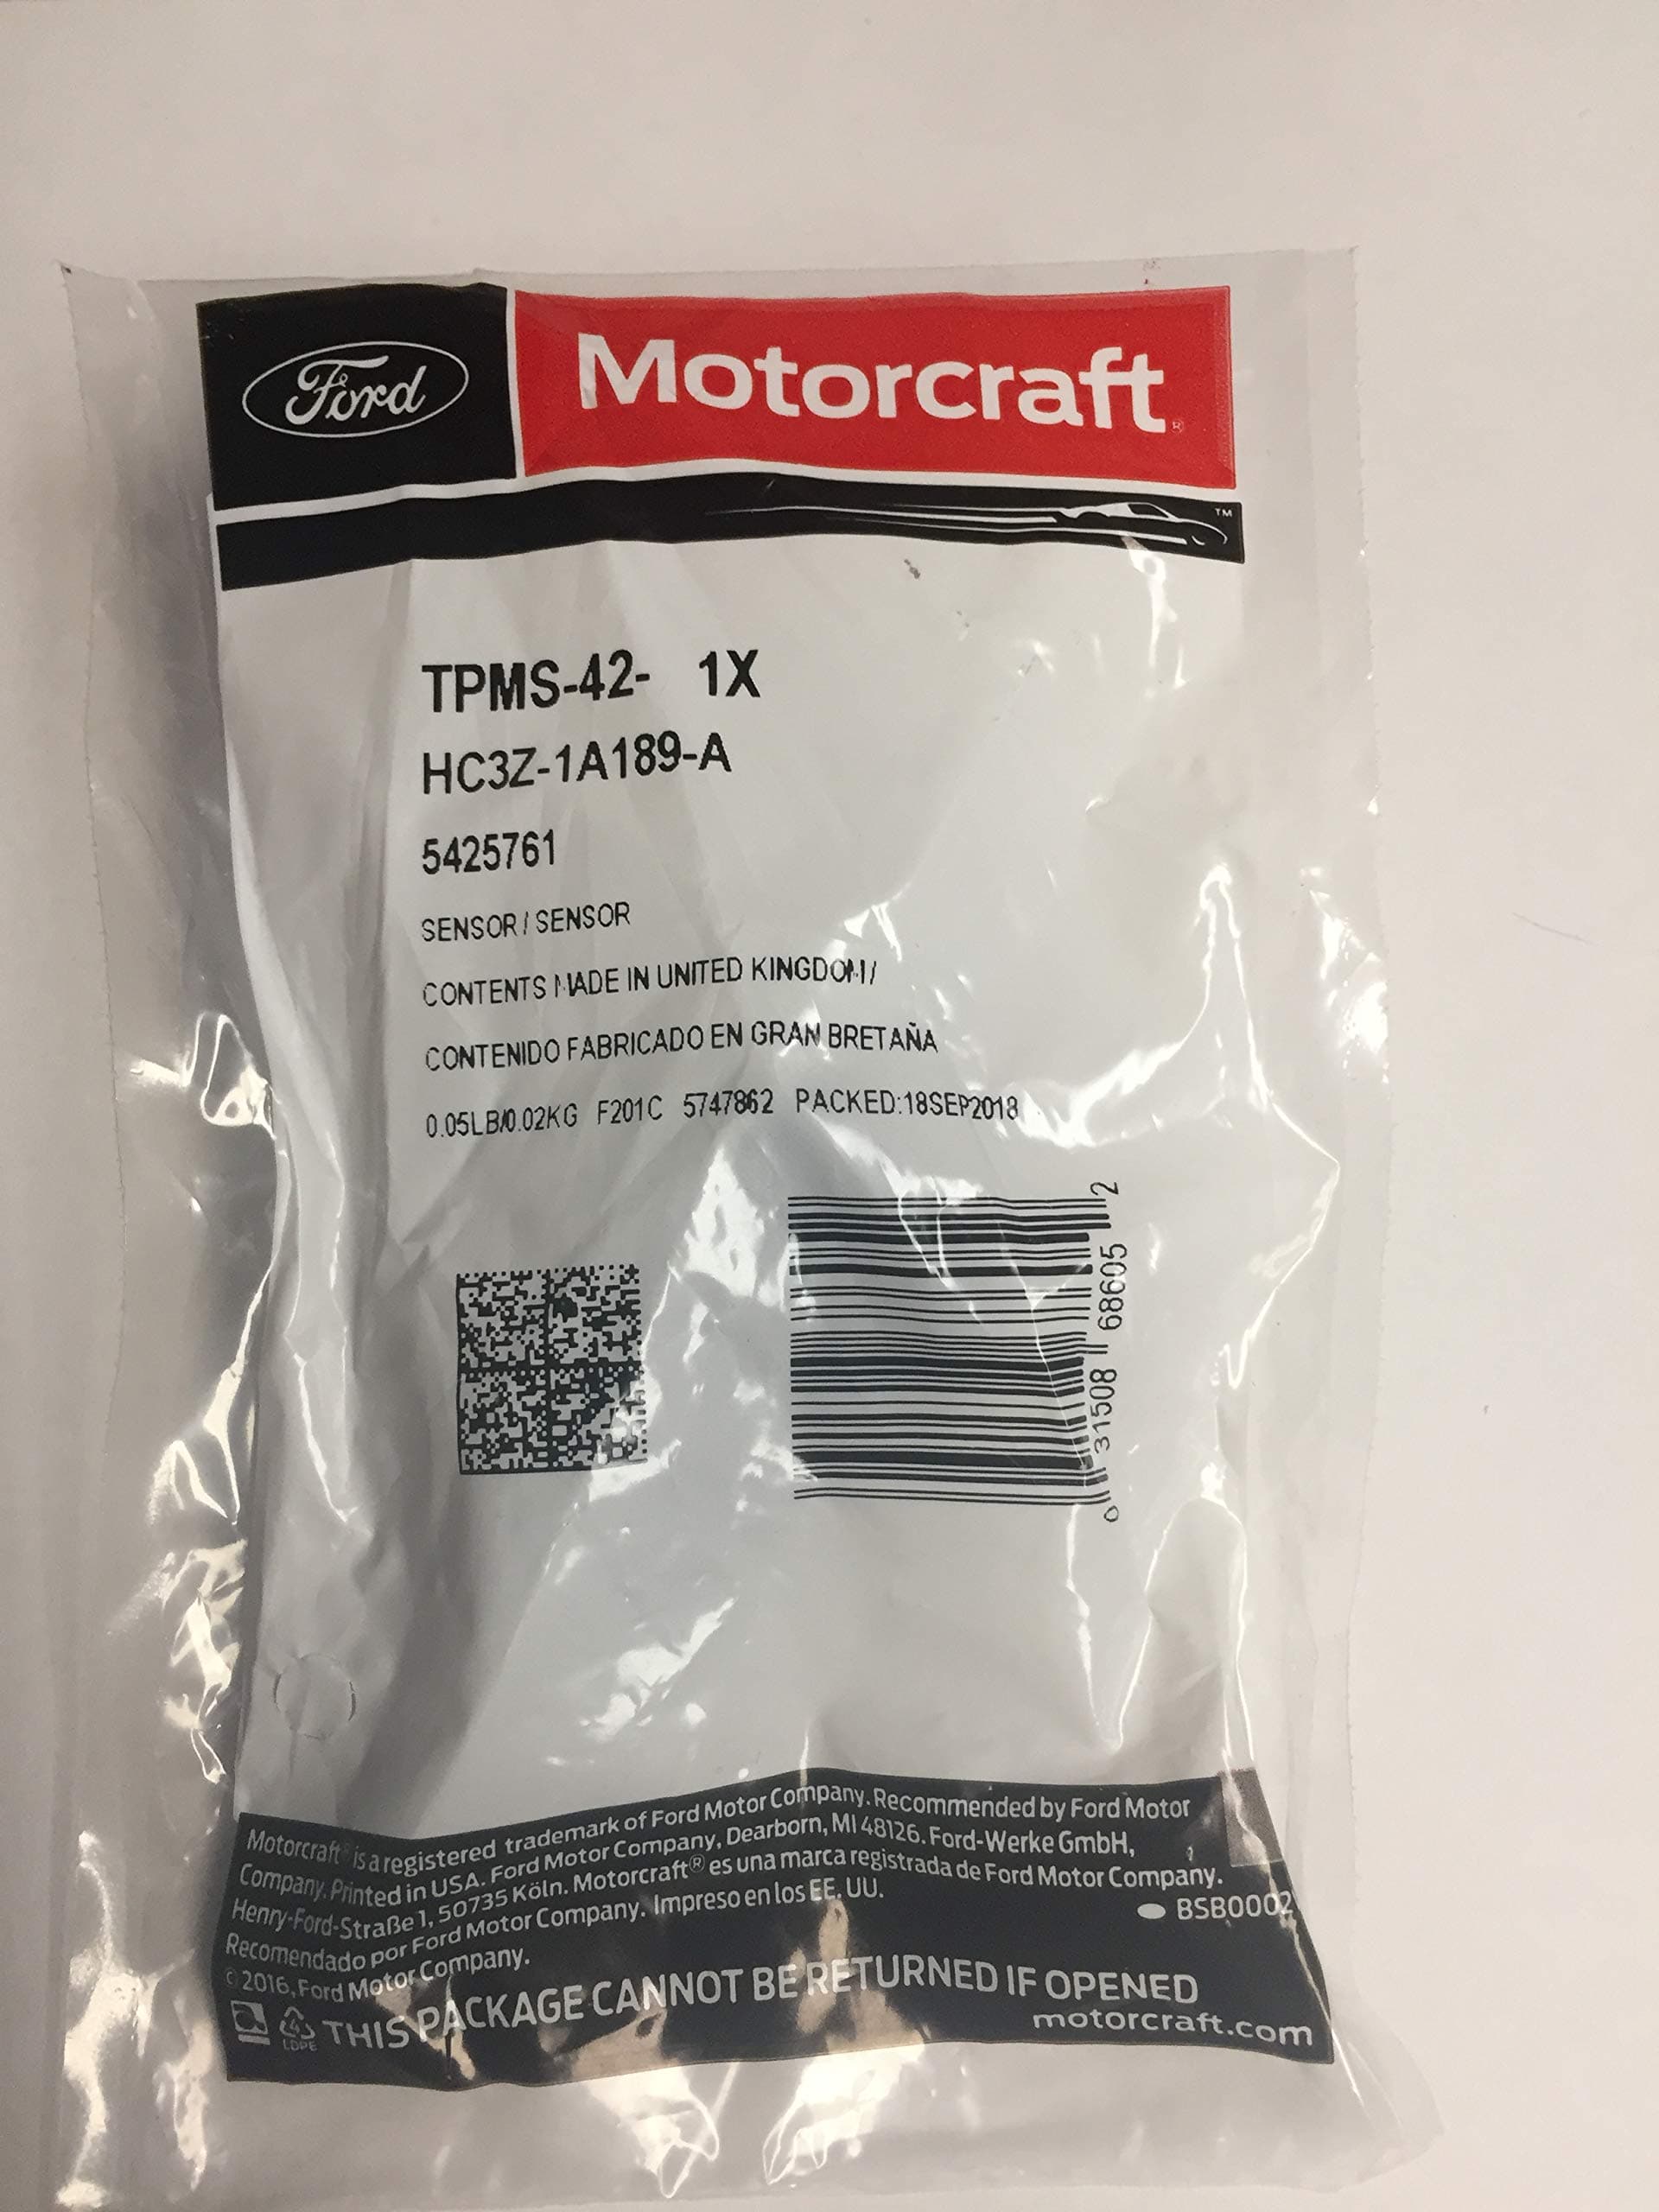 Ford Motorcraft®
TM
TPMS-42- 1X
HC3Z-1A189-A
5425761
SENSOR / SENSOR
CONTENTS MADE IN UNITED KINGDOM /
CONTENIDO FABRICADO EN GRAN BRETAÑA
0.05LB/0.02KG F201C 5747862 PACKED:18SEP2018
0 31508 68605 2
Motorcraft® is a registered trademark of Ford Motor Company. Recommended by Ford Motor
Company. Printed in USA. Ford Motor Company, Dearborn, MI 48126. Ford-Werke GmbH,
Henry-Ford-Straße 1, 50735 Köln. Motorcraft® es una marca registrada de Ford Motor Company.
Recomendado por Ford Motor Company. Impreso en los EE. UU.
BSB0002
© 2016, Ford Motor Company.
4
LDPE
THIS PACKAGE CANNOT BE RETURNED IF OPENED
motorcraft.com